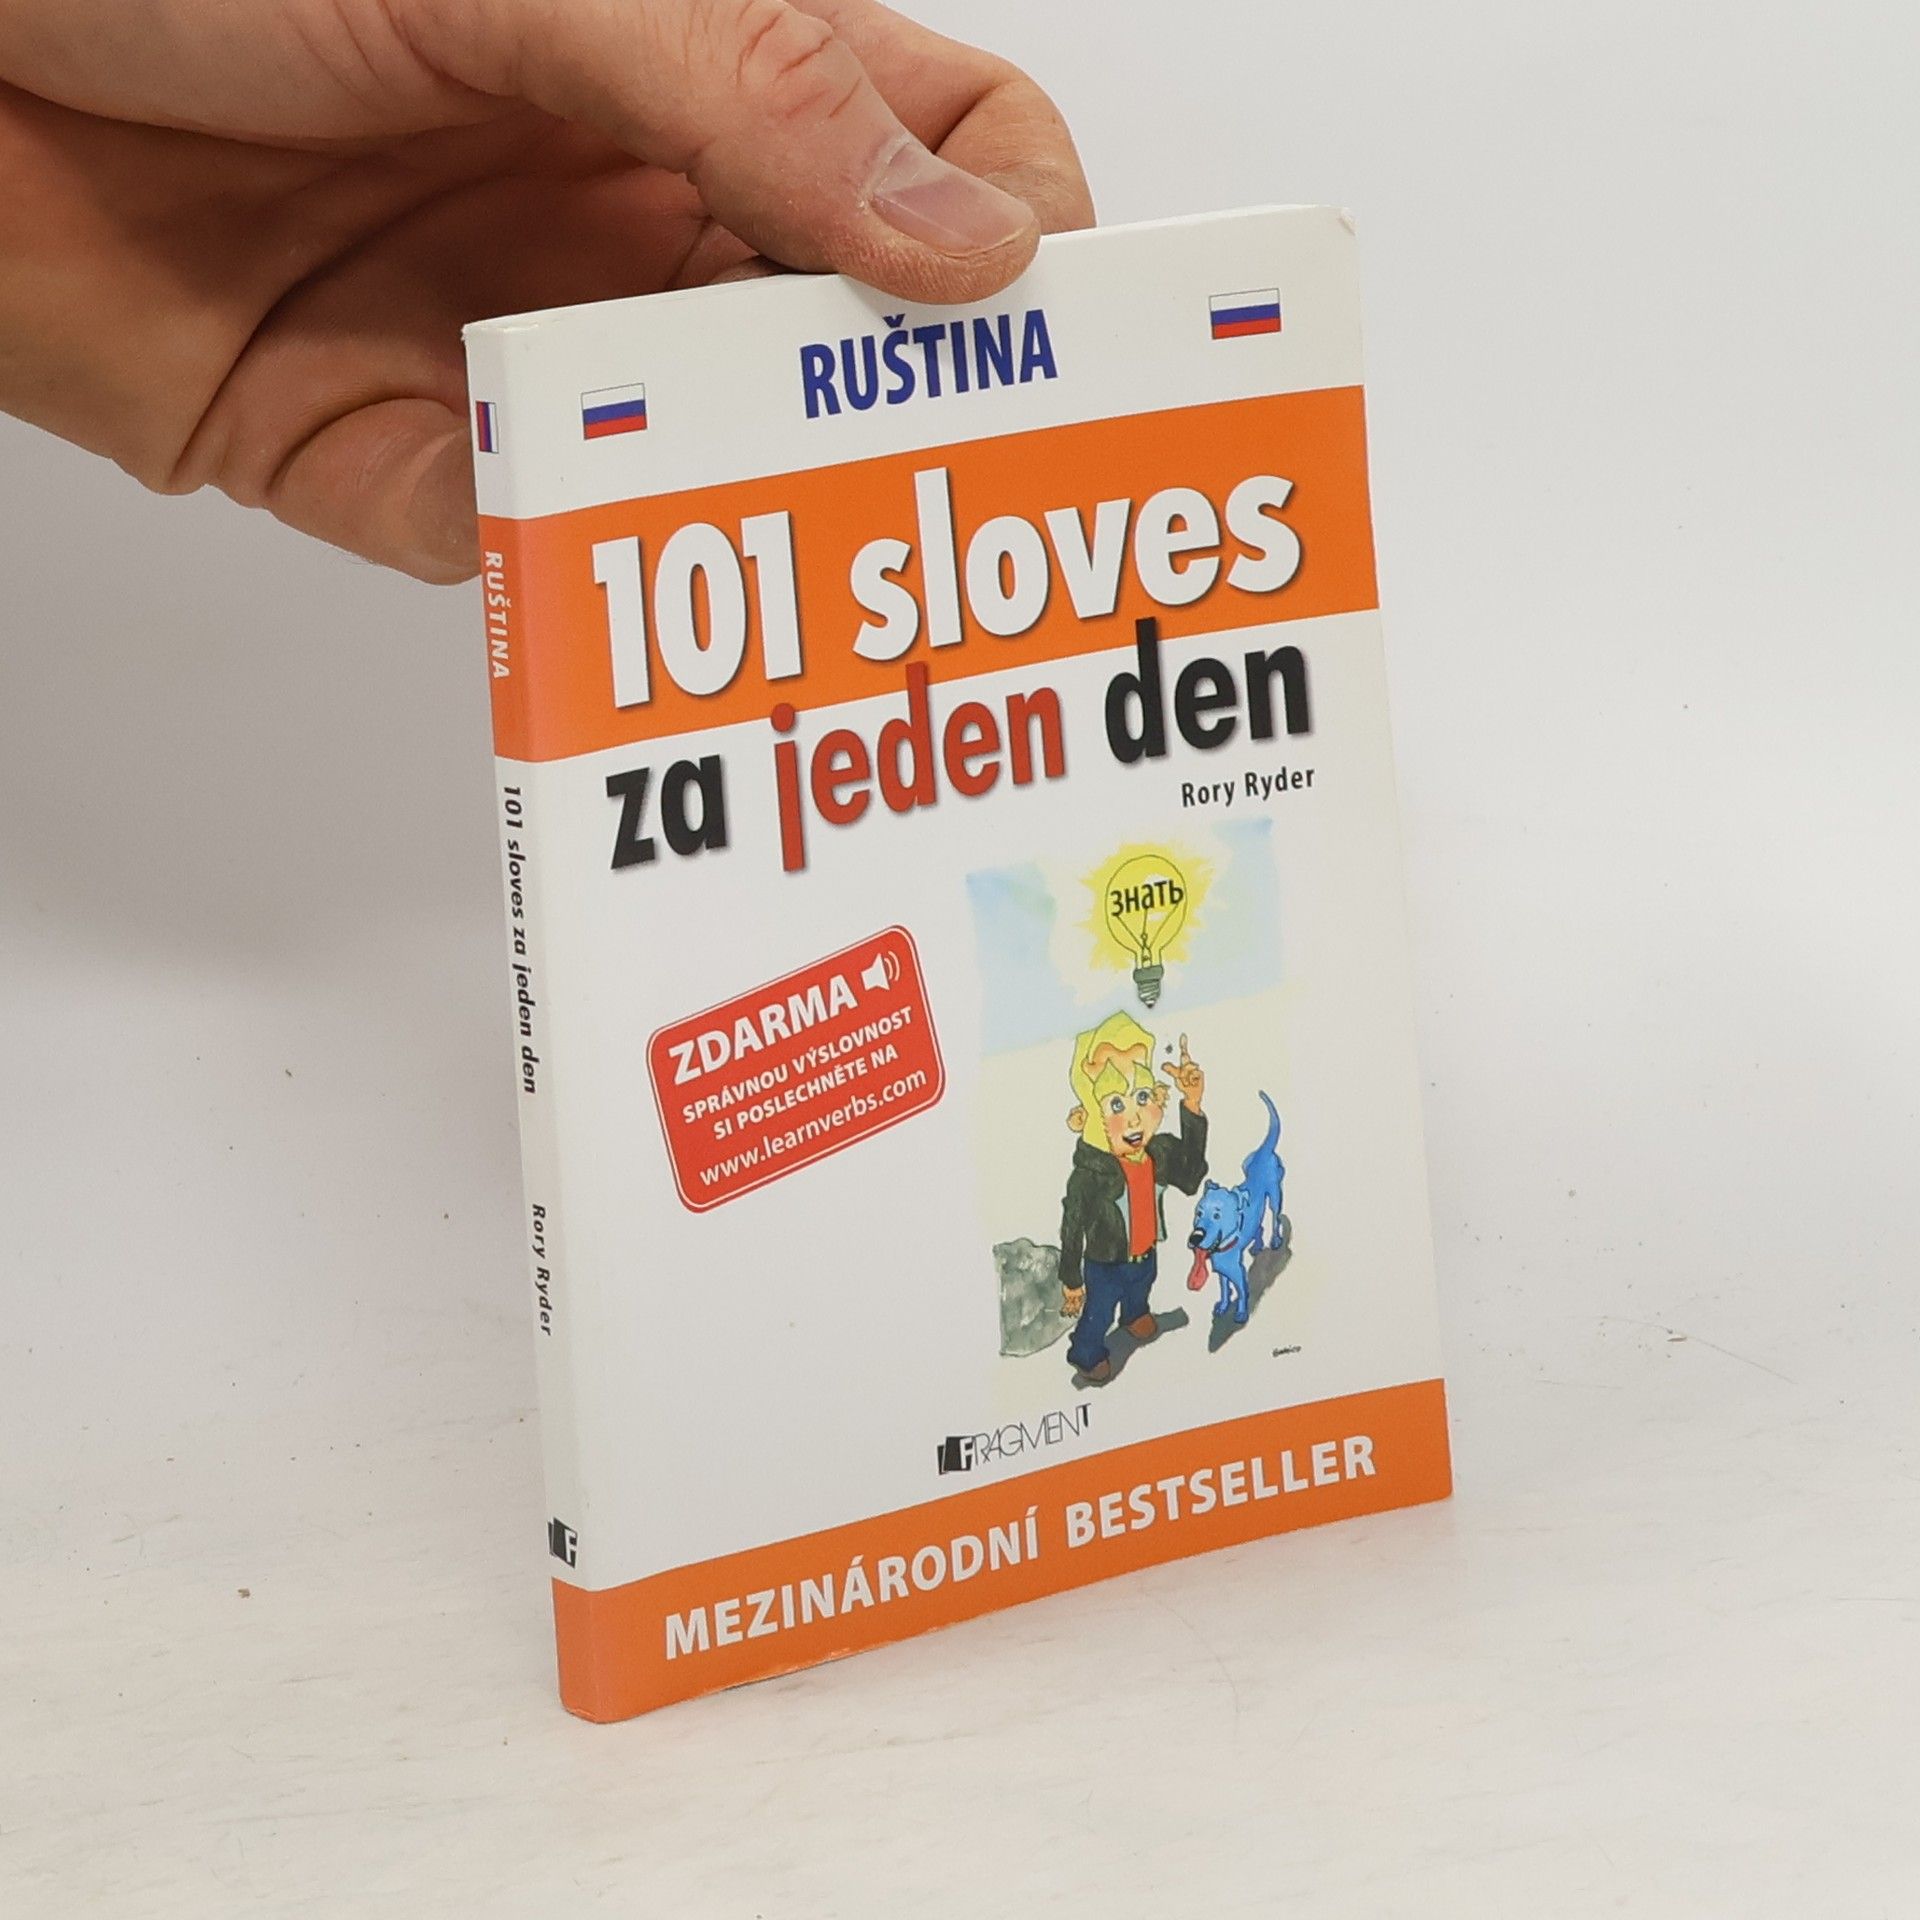 RUŠTINA
101 sloves
za jeden den
Rory Ryder
знать
ZDARMA
SPRÁVNOU VÝSLOVNOST
SI POSLECHNĚTE NA
www.learnverbs.com
FRAGMENT
MEZINÁRODNÍ BESTSELLER
RUŠTINA
101 sloves za jeden den
Rory Ryder
F